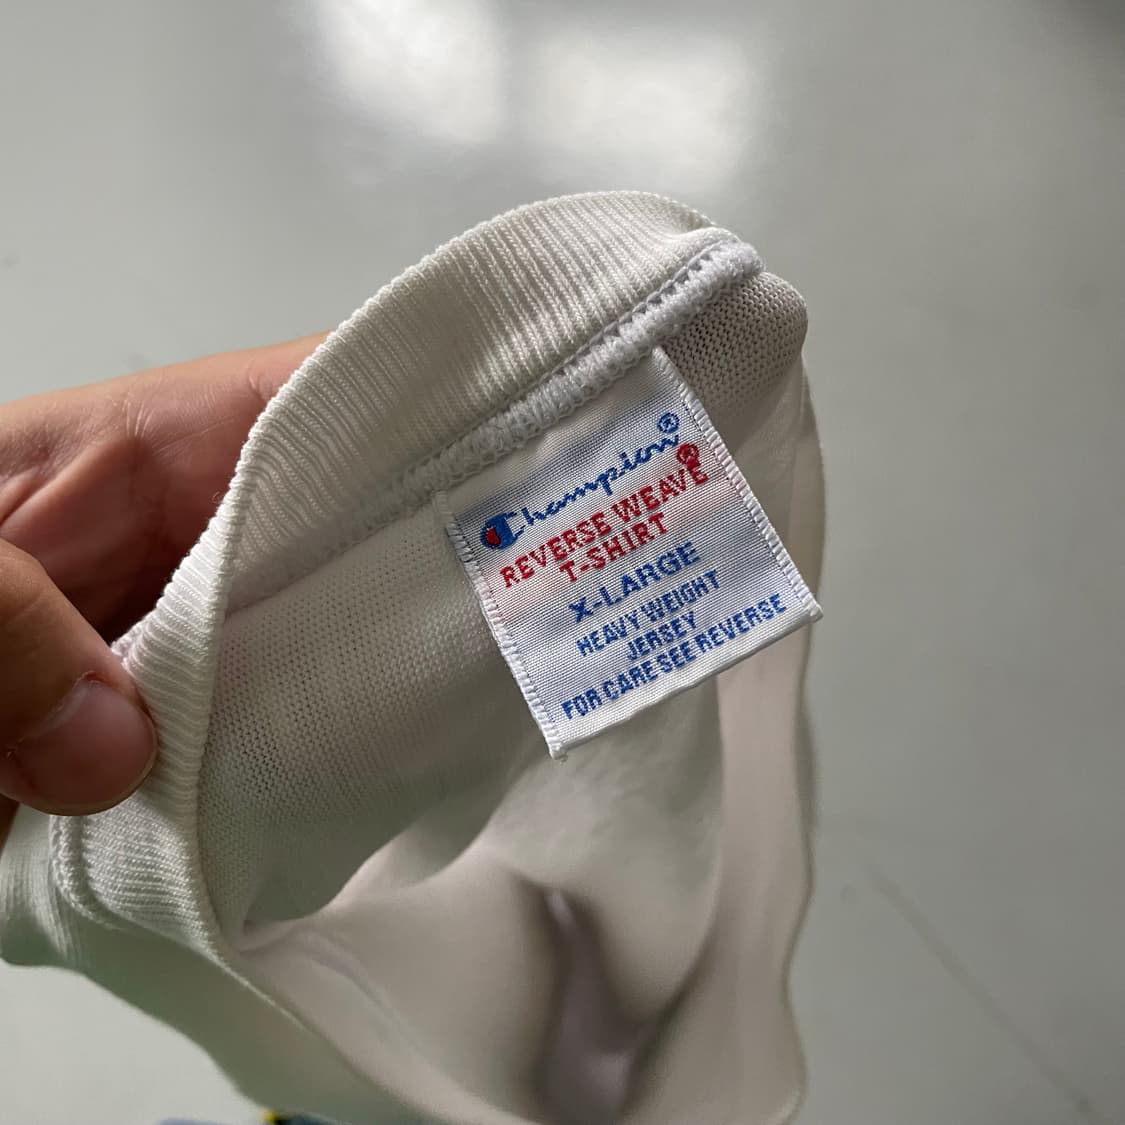 Champion®
REVERSE WEAVE®
T-SHIRT
X-LARGE
HEAVY WEIGHT
JERSEY
FOR CARE SEE REVERSE